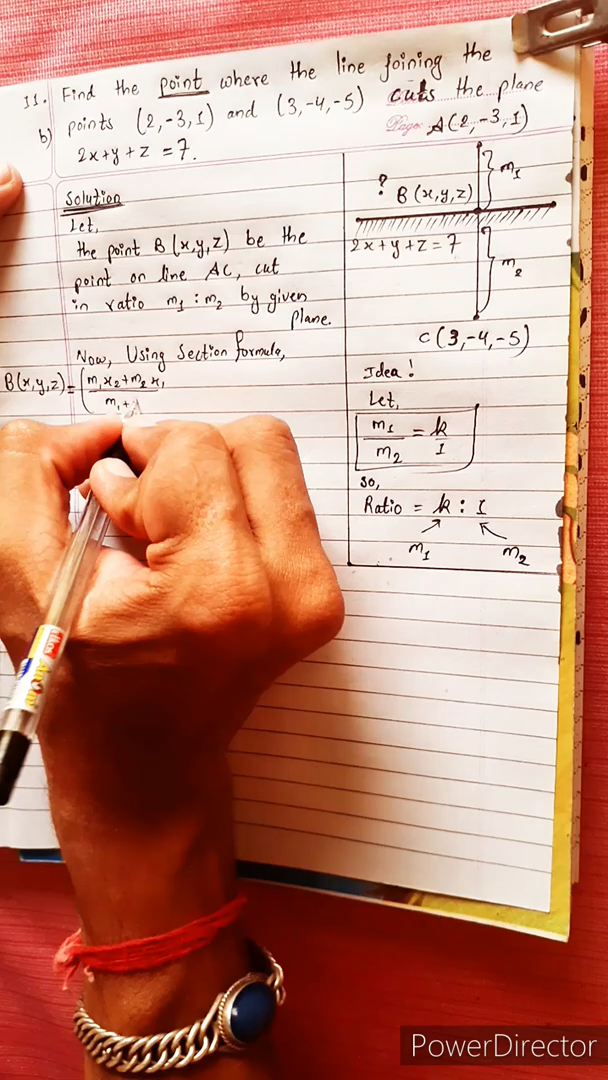 11. Find the point where the line joining the
b) points (2,-3,1) and (3,-4,-5) cuts the plane
2x+y+z=7.
Page:
A(2,-3,1)
Solution
Let,
the point B(x,y,z) be the
point on line AC, cut
in ratio m₁:m₂ by given
plane.
Now, Using Section formula,
B(x,y,z)=(m₁x₂+m₂x₁
m₁+
m₁
? B(x,y,z)
2x+y+z=7
m₂
C(3,-4,-5)
Idea!
Let,
m₁/m₂ = k/1
so,
Ratio = k : 1
m₁ m₂
PowerDirector